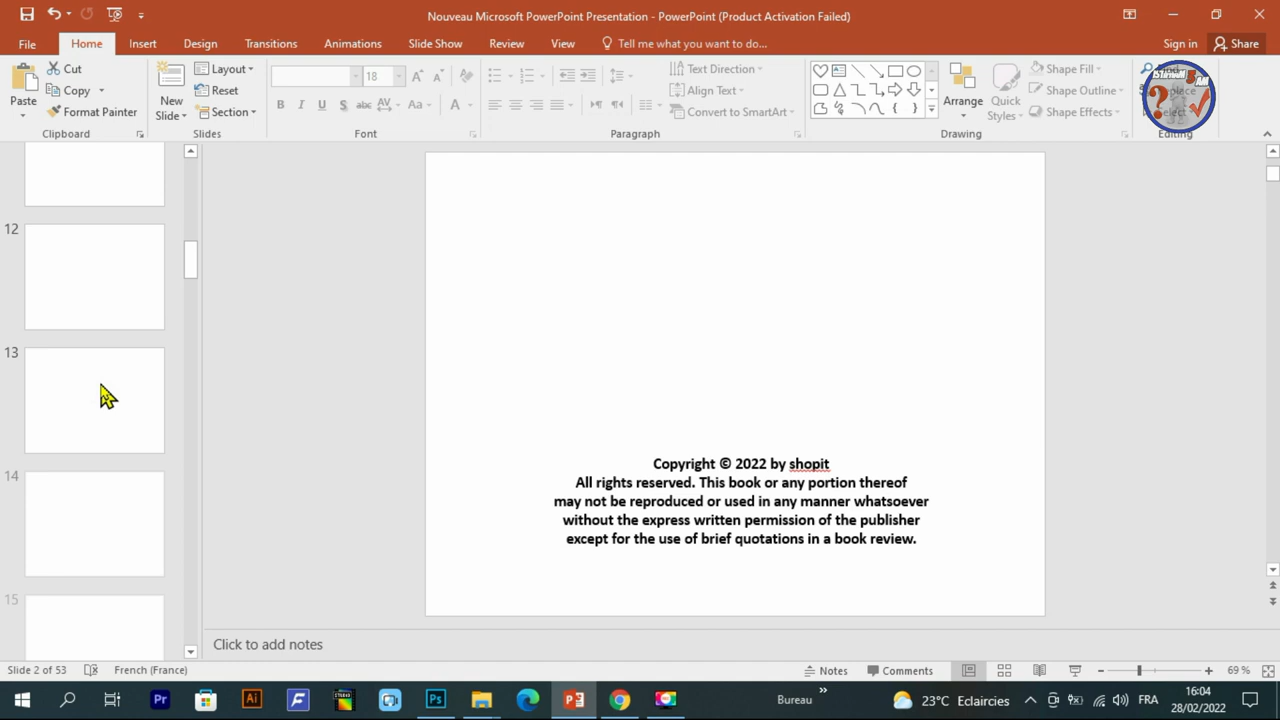 Nouveau Microsoft PowerPoint Presentation - PowerPoint (Product Activation Failed)
File Home Insert Design Transitions Animations Slide Show Review View Tell me what you want to do... Sign in Share
Paste
Cut
Copy
Format Painter
Clipboard
New
Slide
Layout
Reset
Section
Slides
18
B I U S abc AV Aa A
Font
Text Direction
Align Text
Convert to SmartArt
Paragraph
Arrange
Quick
Styles
Shape Fill
Shape Outline
Shape Effects
Drawing
Editing
12
13
14
15
Copyright © 2022 by shopit
All rights reserved. This book or any portion thereof
may not be reproduced or used in any manner whatsoever
without the express written permission of the publisher
except for the use of brief quotations in a book review.
Click to add notes
Slide 2 of 53 French (France) Notes Comments 69 %
Pr Ai Ps Bureau 23°C Eclaircies FRA 16:04
28/02/2022